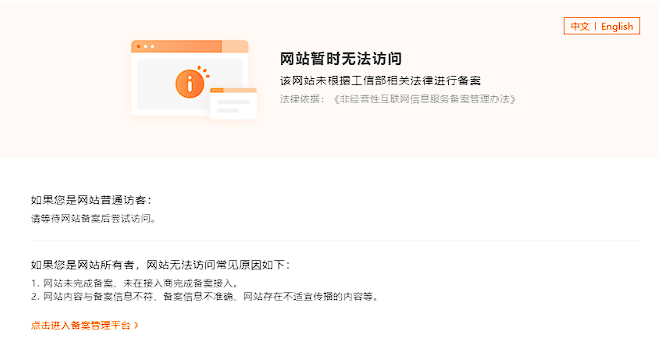 中文 | English
网站暂时无法访问
该网站未根据工信部相关法律进行备案
法律依据：《非经营性互联网信息服务备案管理办法》
如果您是网站普通访客：
请等待网站备案后尝试访问。
如果您是网站所有者，网站无法访问常见原因如下：
1. 网站未完成备案、未在接入商完成备案接入。
2. 网站内容与备案信息不符、备案信息不准确、网站存在不适宜传播的内容等。
点击进入备案管理平台 >